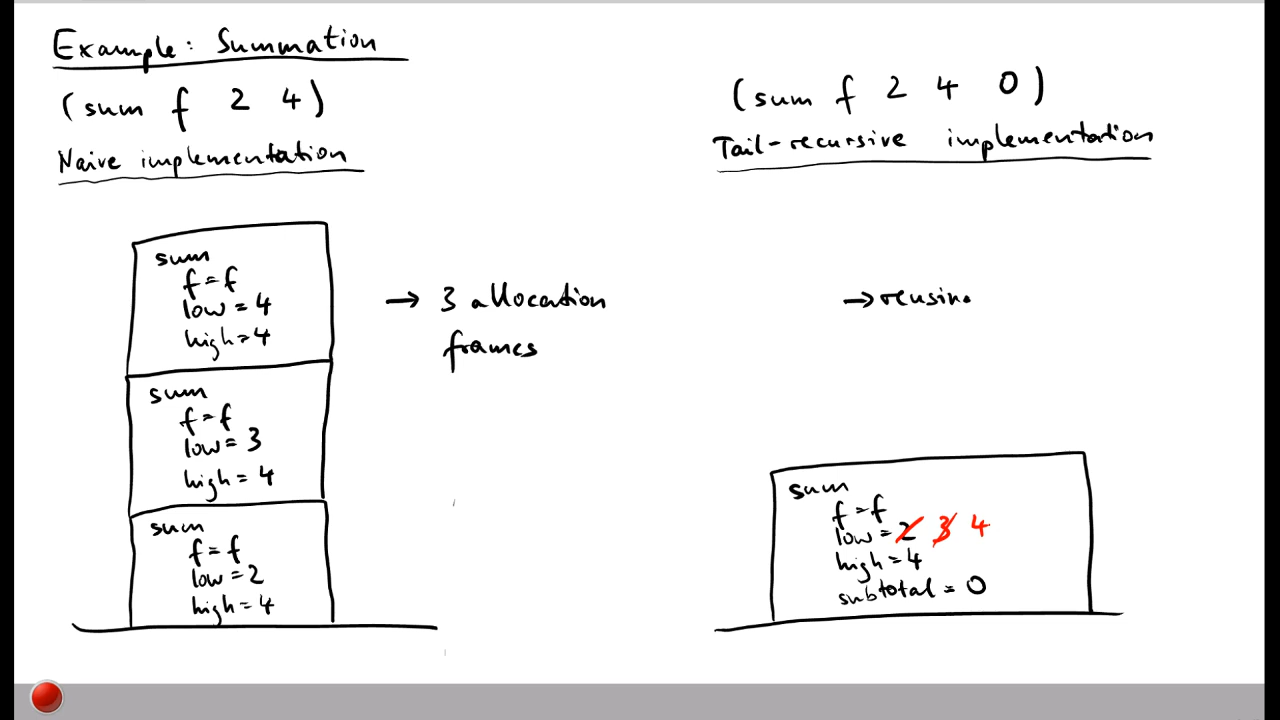 Example: Summation
(sum f 2 4)
Naive implementation
sum
f=f
low=4
high=4
sum
f=f
low=3
high=4
sum
f=f
low=2
high=4
→ 3 allocation
frames
(sum f 2 4 0)
Tail-recursive implementation
→ reusin
sum
f=f
low=2 3 4
high=4
subtotal=0